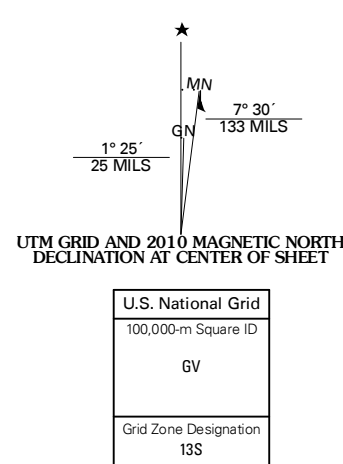 MN
7° 30´
133 MILS
GN
1° 25´
25 MILS
UTM GRID AND 2010 MAGNETIC NORTH
DECLINATION AT CENTER OF SHEET
U.S. National Grid
100,000-m Square ID
GV
Grid Zone Designation
13S